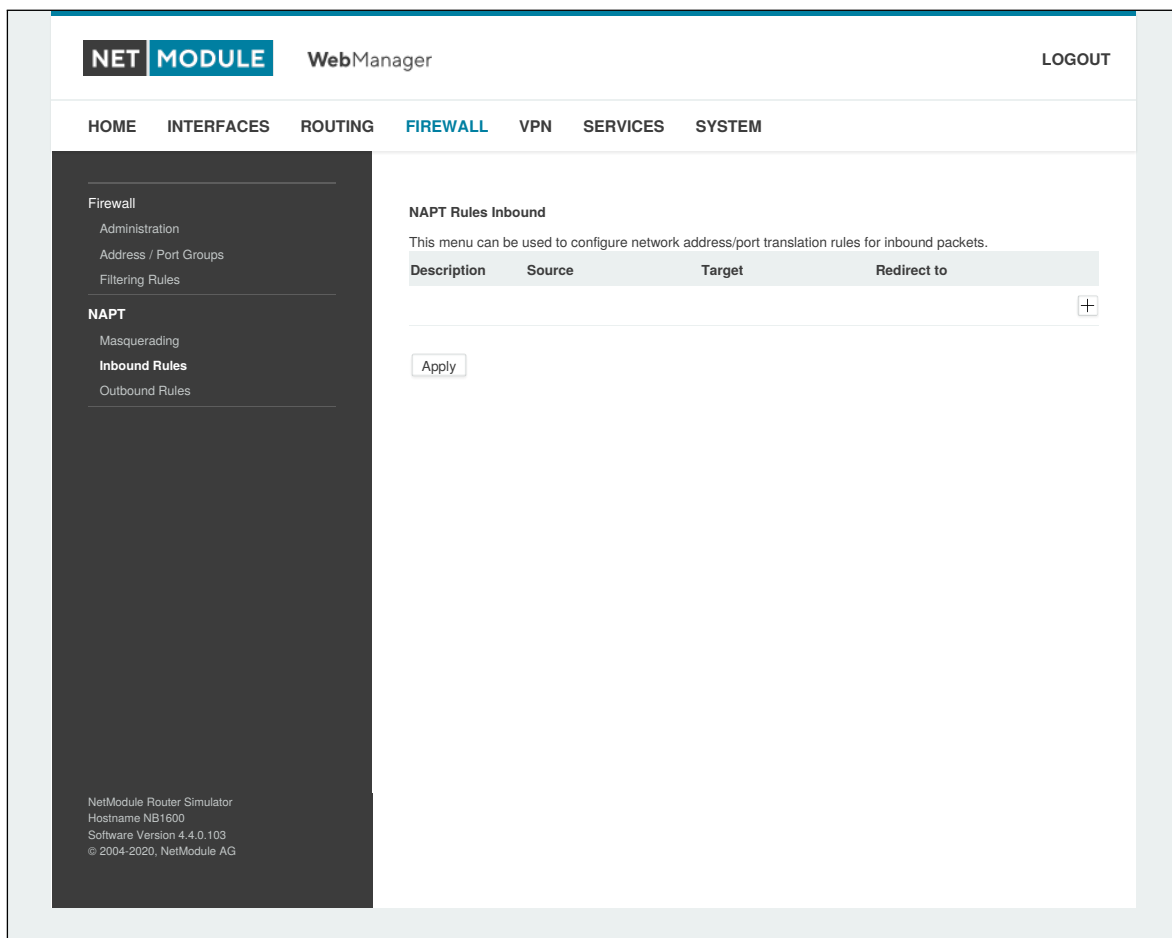 NET MODULE WebManager LOGOUT
HOME INTERFACES ROUTING FIREWALL VPN SERVICES SYSTEM
Firewall
Administration
Address / Port Groups
Filtering Rules
NAPT
Masquerading
Inbound Rules
Outbound Rules
NAPT Rules Inbound
This menu can be used to configure network address/port translation rules for inbound packets.
Description Source Target Redirect to
Apply
NetModule Router Simulator
Hostname NB1600
Software Version 4.4.0.103
© 2004-2020, NetModule AG